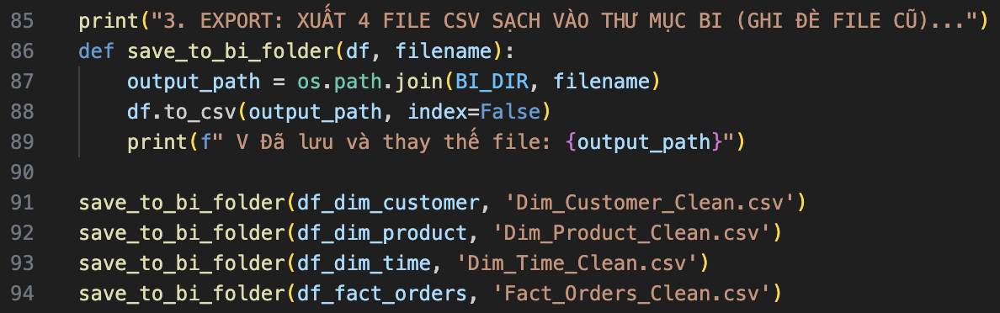 85 print("3. EXPORT: XUẤT 4 FILE CSV SẠCH VÀO THƯ MỤC BI (GHI ĐÈ FILE CŨ)...")
86 def save_to_bi_folder(df, filename):
87     output_path = os.path.join(BI_DIR, filename)
88     df.to_csv(output_path, index=False)
89     print(f" V Đã lưu và thay thế file: {output_path}")
90
91 save_to_bi_folder(df_dim_customer, 'Dim_Customer_Clean.csv')
92 save_to_bi_folder(df_dim_product, 'Dim_Product_Clean.csv')
93 save_to_bi_folder(df_dim_time, 'Dim_Time_Clean.csv')
94 save_to_bi_folder(df_fact_orders, 'Fact_Orders_Clean.csv')